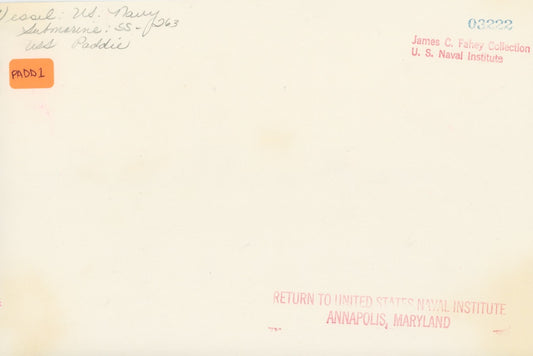 Vessel: U.S. Navy
Submarine: SS-263
USS Paddle
PADD1
03222
James C. Fahey Collection
U. S. Naval Institute
RETURN TO UNITED STATES NAVAL INSTITUTE
ANNAPOLIS, MARYLAND